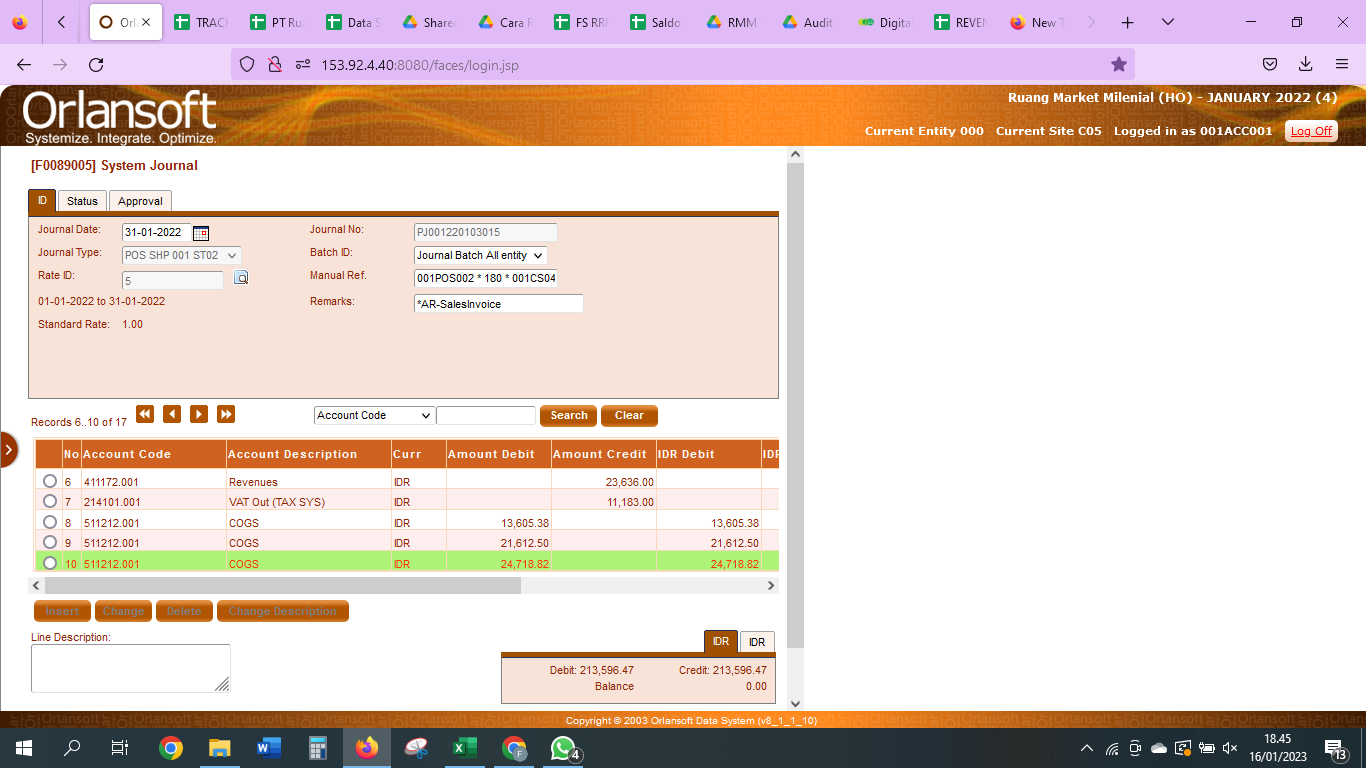 Orl
TRAC
PT Ru
Data S
Share
Cara P
FS RR
Saldo
RMM
Audit
Digita
REVEN
New T
153.92.4.40:8080/faces/login.jsp
Orlansoft
Systemize. Integrate. Optimize.
Ruang Market Milenial (HO) - JANUARY 2022 (4)
Current Entity 000 Current Site C05 Logged in as 001ACC001 Log Off
[F0089005] System Journal
ID Status Approval
Journal Date: 31-01-2022 Journal No: PJ001220103015
Journal Type: POS SHP 001 ST02 Batch ID: Journal Batch All entity
Rate ID: 5 Manual Ref. 001POS002 * 180 * 001CS04
01-01-2022 to 31-01-2022 Remarks: *AR-SalesInvoice
Standard Rate: 1.00
Records 6..10 of 17 Account Code Search Clear
No Account Code Account Description Curr Amount Debit Amount Credit IDR Debit IDR
6 411172.001 Revenues IDR 23,636.00
7 214101.001 VAT Out (TAX SYS) IDR 11,183.00
8 511212.001 COGS IDR 13,605.38 13,605.38
9 511212.001 COGS IDR 21,612.50 21,612.50
10 511212.001 COGS IDR 24,718.82 24,718.82
Insert Change Delete Change Description
Line Description:
IDR IDR
Debit: 213,596.47 Credit: 213,596.47
Balance 0.00
Copyright © 2003 Orlansoft Data System (v8_1_1_10)
4
18.45
16/01/2023
13